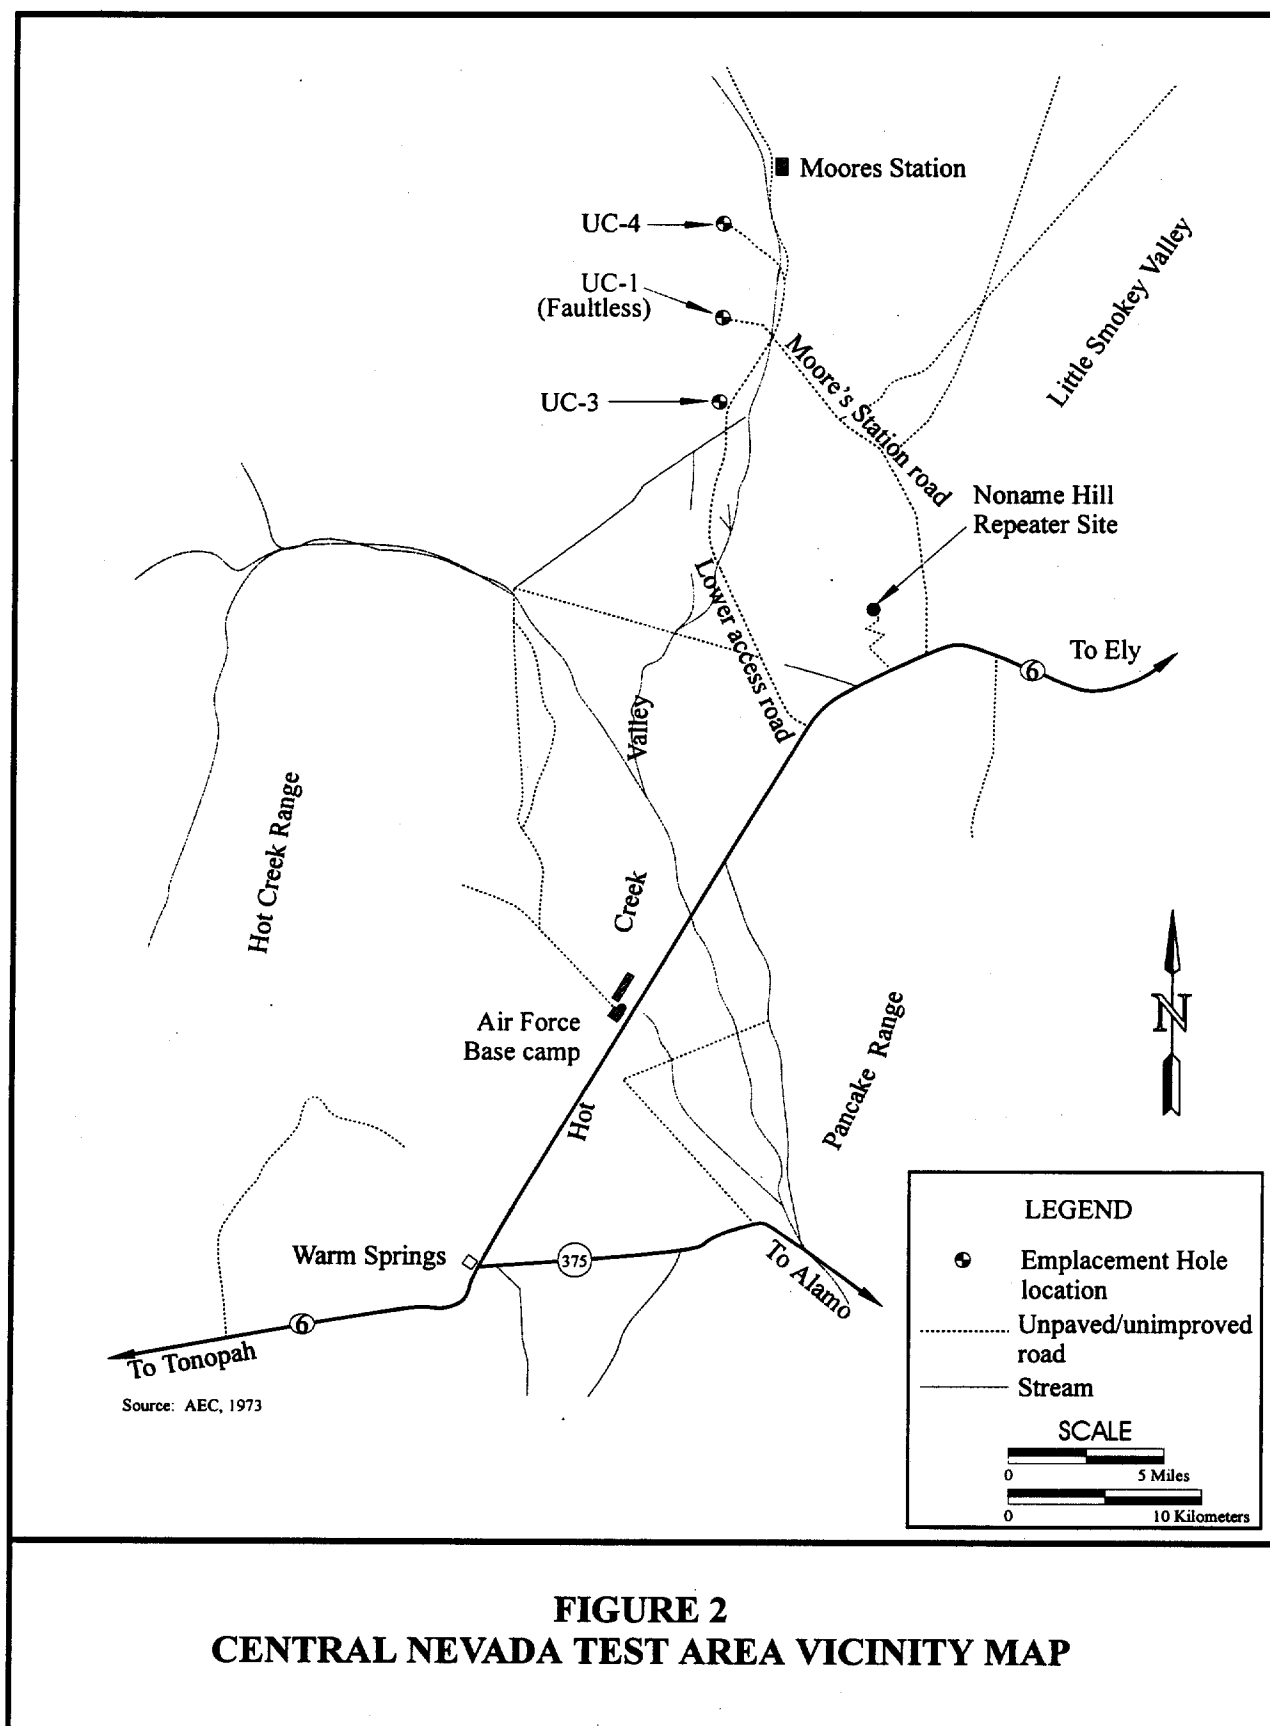 Moores Station
UC-4
UC-1
(Faultless)
UC-3
Moore's Station road
Little Smokey Valley
Noname Hill
Repeater Site
Lower access road
To Ely
6
Valley
Hot Creek Range
Creek
Air Force
Base camp
Hot
Pancake Range
N
Warm Springs
375
To Alamo
6
To Tonopah
Source: AEC, 1973
LEGEND
Emplacement Hole
location
Unpaved/unimproved
road
Stream
SCALE
0 5 Miles
0 10 Kilometers
FIGURE 2
CENTRAL NEVADA TEST AREA VICINITY MAP